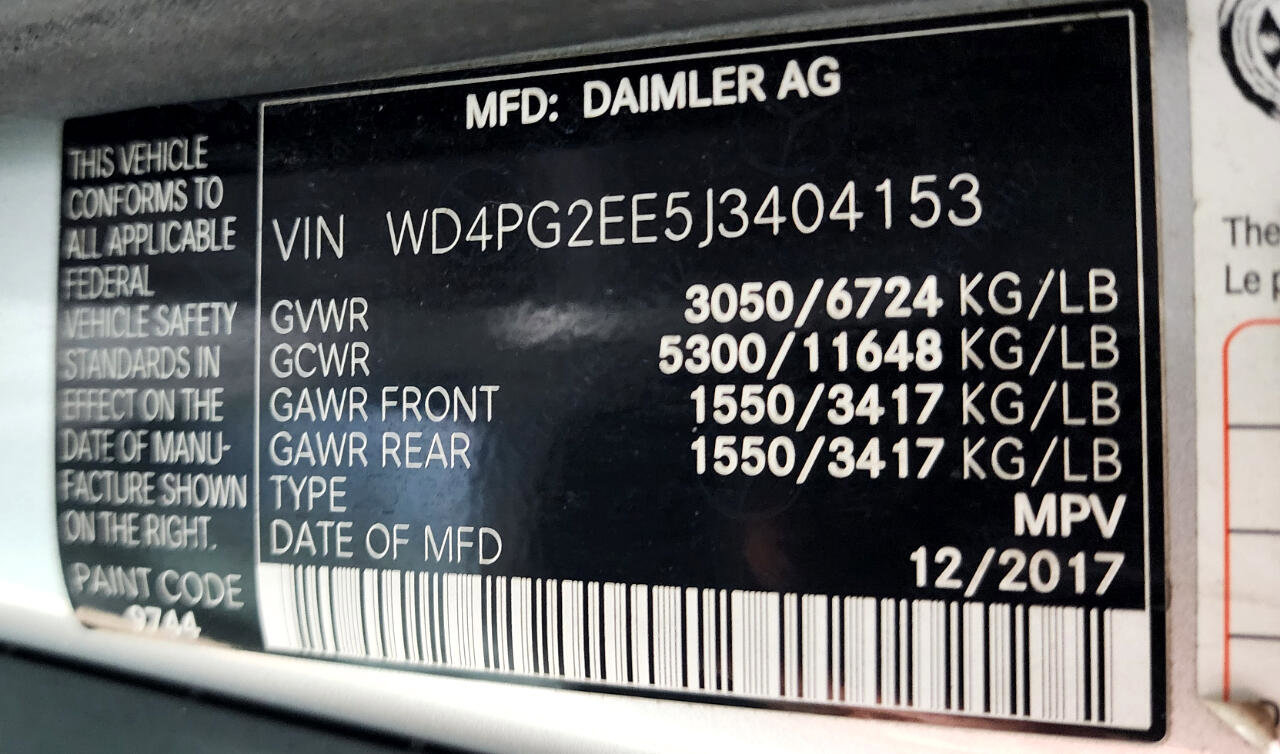 MFD: DAIMLER AG
THIS VEHICLE
CONFORMS TO
ALL APPLICABLE
FEDERAL
VEHICLE SAFETY
STANDARDS IN
EFFECT ON THE
DATE OF MANU-
FACTURE SHOWN
ON THE RIGHT.
PAINT CODE
9744
VIN WD4PG2EE5J3404153
GVWR 3050/6724 KG/LB
GCWR 5300/11648 KG/LB
GAWR FRONT 1550/3417 KG/LB
GAWR REAR 1550/3417 KG/LB
TYPE MPV
DATE OF MFD 12/2017
The
Le